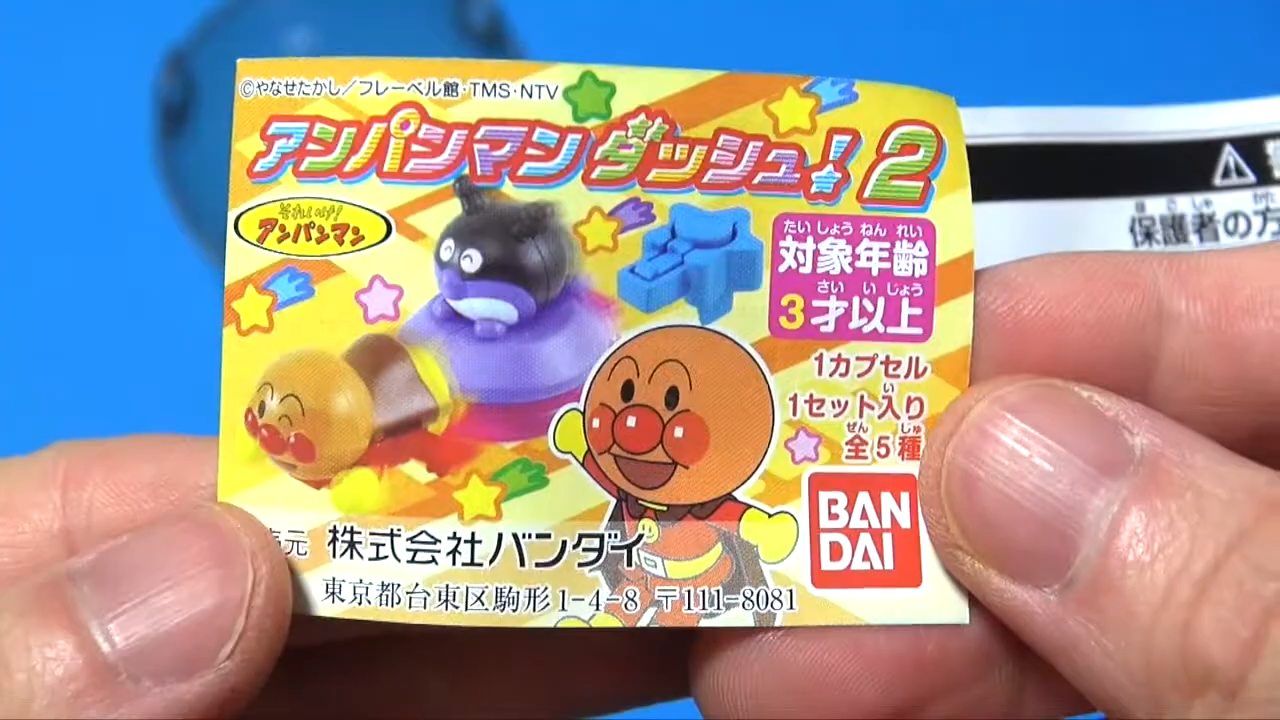 ©やなせたかし/フレーベル館・TMS・NTV
アンパンマンダッシュ!2
それいけ!
アンパンマン
たいしょうねんれい
対象年齢
さい いじょう
3才以上
1カプセル
い
1セット入り
ぜん しゅ
全5種
BAN
DAI
元 株式会社バンダイ
東京都台東区駒形1-4-8 〒111-8081
保護者の方